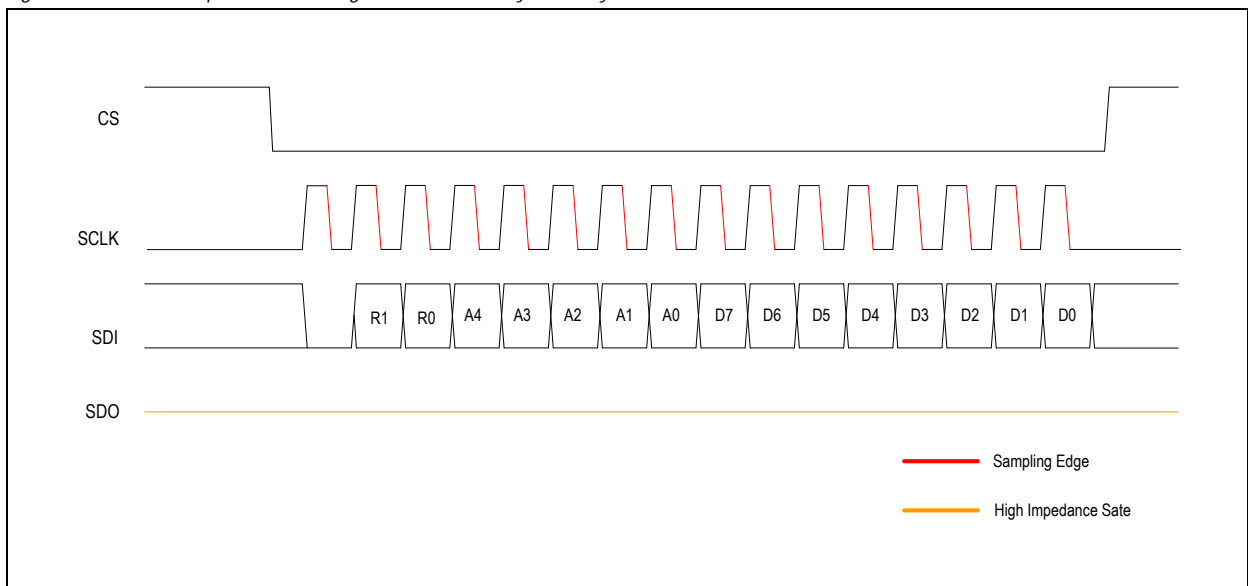 CS
SCLK
SDI
R1 R0 A4 A3 A2 A1 A0 D7 D6 D5 D4 D3 D2 D1 D0
SDO
Sampling Edge
High Impedance Sate